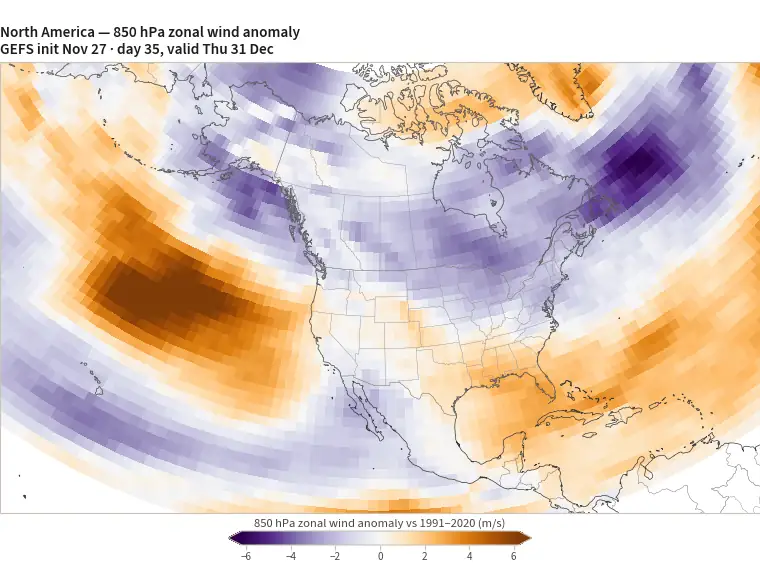 North America — 850 hPa zonal wind anomaly
GEFS init Nov 27 · day 35, valid Thu 31 Dec
850 hPa zonal wind anomaly vs 1991–2020 (m/s)
−6 −4 −2 0 2 4 6